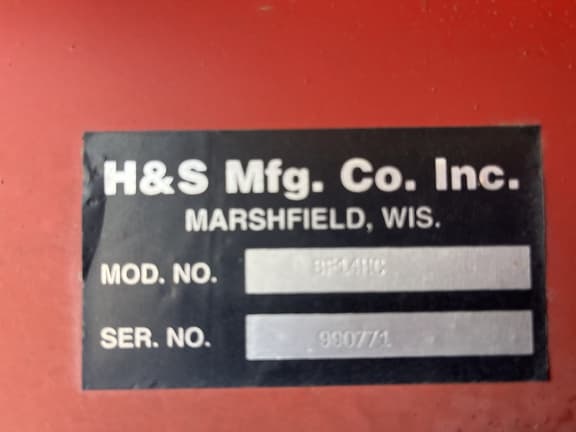 H&S Mfg. Co. Inc.
MARSHFIELD, WIS.
MOD. NO.
SER. NO. 990771